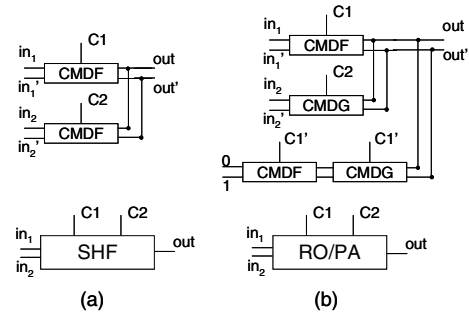 C1
in1
in1'
CMDF
out
out'
C2
in2
in2'
CMDF
C1 C2
in1
in2
SHF
out
(a)
C1
in1
in1'
CMDF
out
out'
C2
in2
in2'
CMDG
C1' C1'
0
1
CMDF CMDG
C1 C2
in1
in2
RO/PA
out
(b)